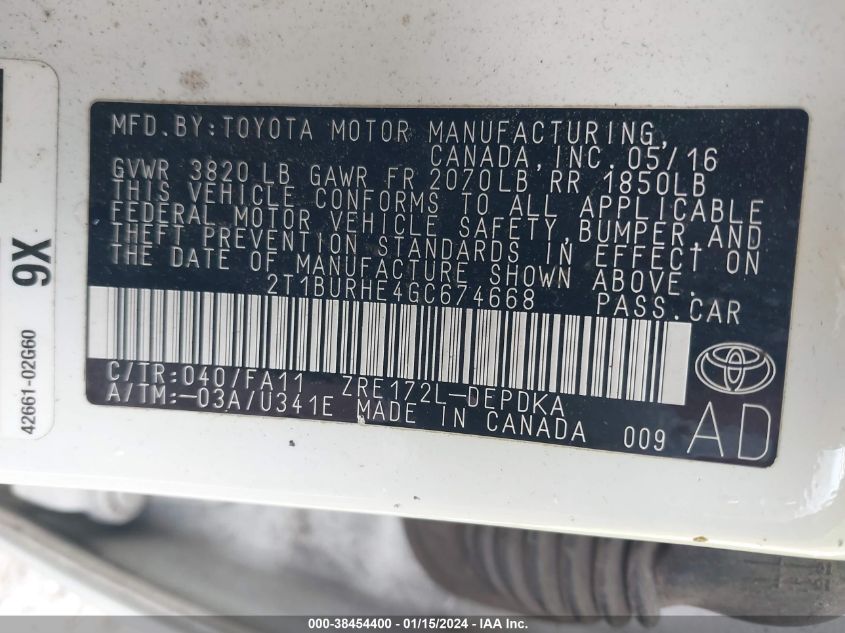 MFD.BY:TOYOTA MOTOR MANUFACTURING,
CANADA,INC. 05/16
GVWR 3820 LB GAWR FR 2070LB RR 1850LB
THIS VEHICLE CONFORMS TO ALL APPLICABLE
FEDERAL MOTOR VEHICLE SAFETY,BUMPER,AND
THEFT PREVENTION STANDARDS IN EFFECT ON
THE DATE OF MANUFACTURE SHOWN ABOVE.
2T1BURHE4GC674668 PASS.CAR
C/TR:040/FA11 ZRE172L-DEPDKA
A/TM:-03A/U341E MADE IN CANADA 009
AD
9X
42661-02G60
000-38454400 - 01/15/2024 - IAAI Inc.